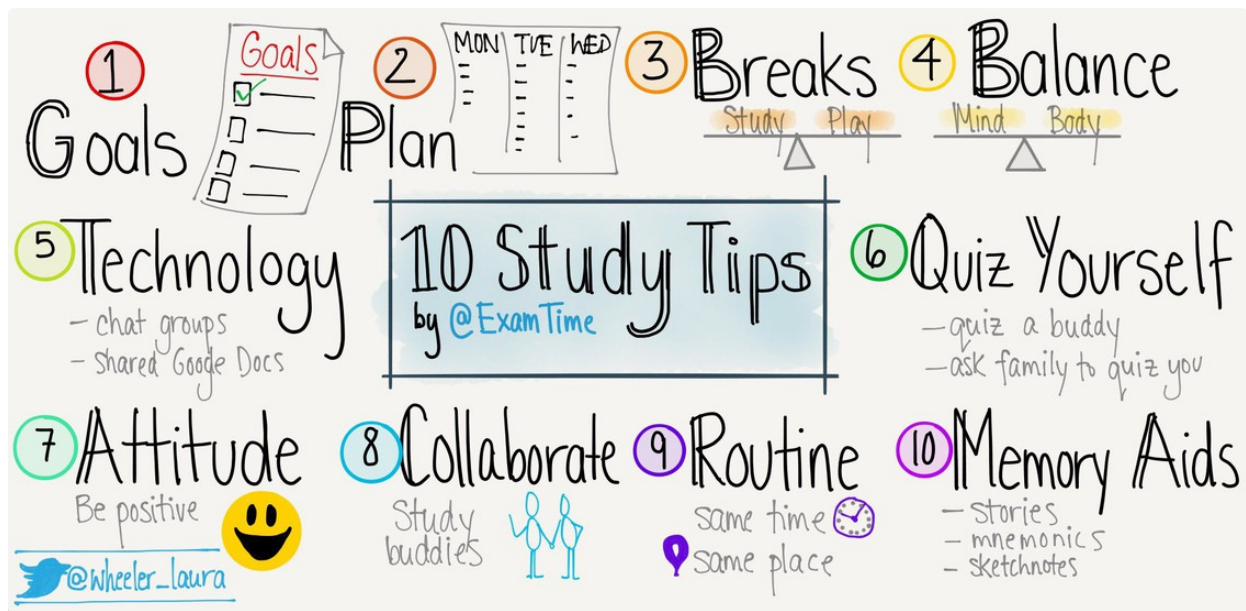 1
Goals
Goals
2
Plan
MON TUE WED
3 Breaks
Study Play
4 Balance
Mind Body
10 Study Tips
by @ExamTime
5 Technology
- chat groups
- Shared Google Docs
6 Quiz Yourself
- quiz a buddy
- ask family to quiz you
7 Attitude
Be positive
8 Collaborate
Study
buddies
9 Routine
same time
same place
10 Memory Aids
- stories
- mnemonics
- sketchnotes
@wheeler_laura